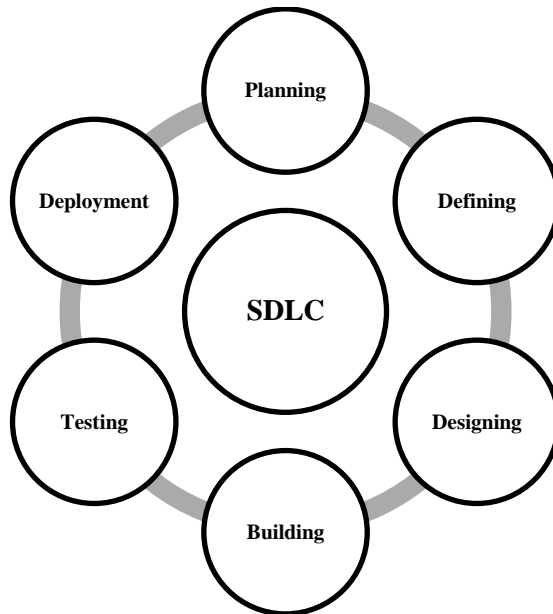 Planning
Deployment
Defining
SDLC
Testing
Designing
Building